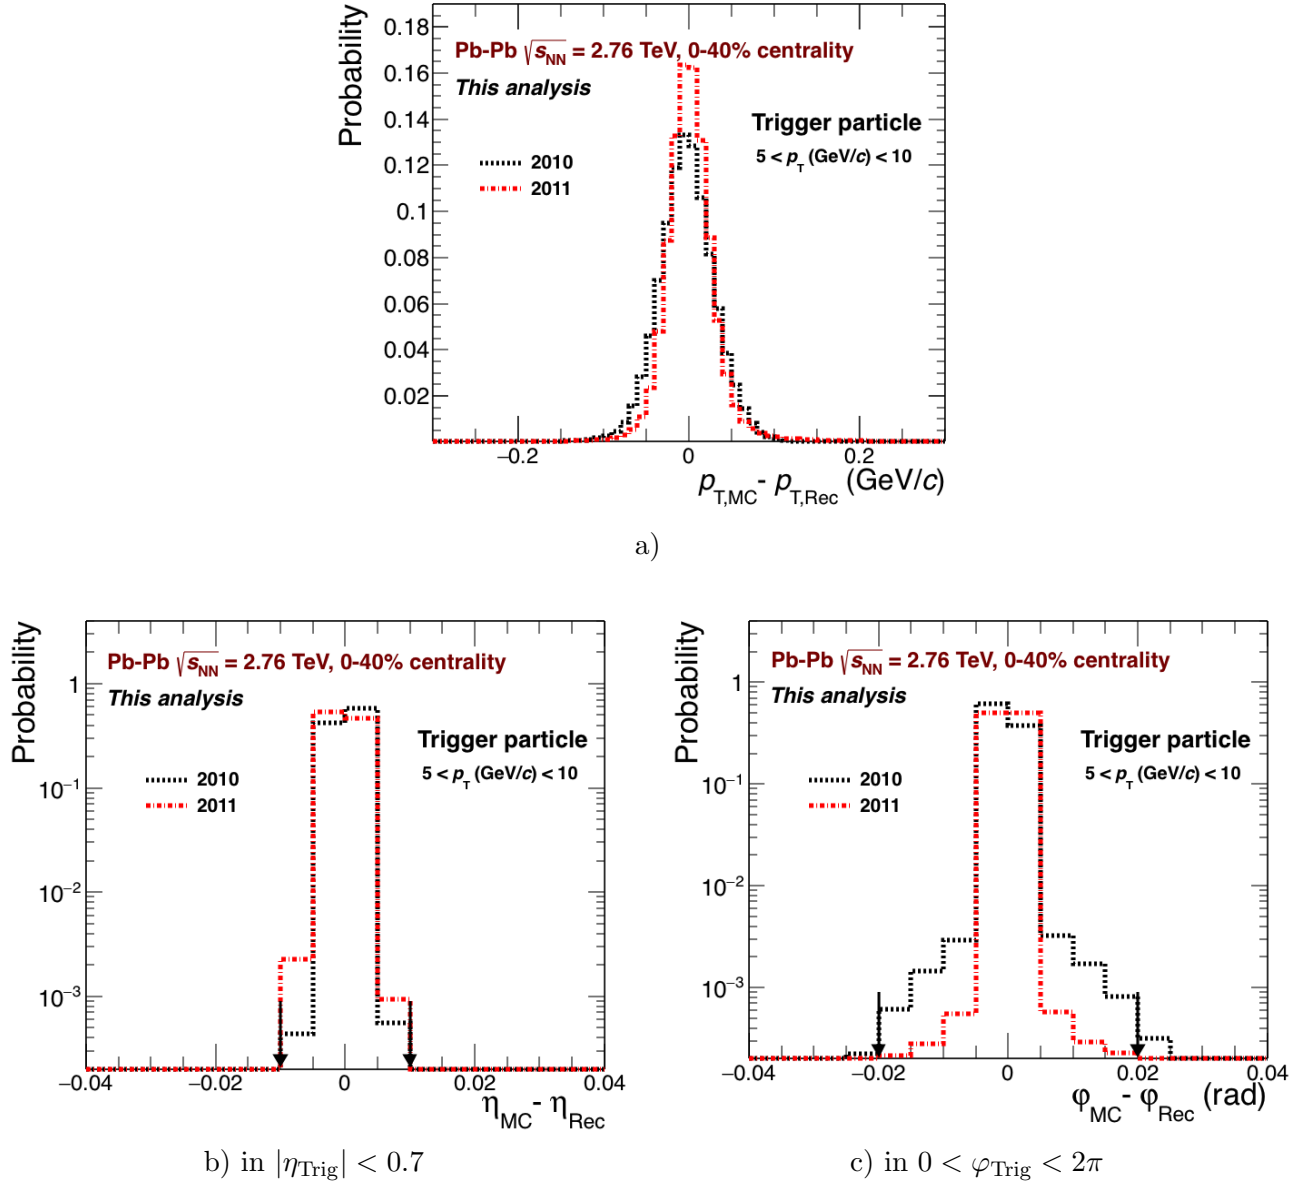 Probability
0.18
0.16
0.14
0.12
0.1
0.08
0.06
0.04
0.02
Pb-Pb √sNN = 2.76 TeV, 0-40% centrality
This analysis
2010
2011
Trigger particle
5 < pT (GeV/c) < 10
−0.2 0 0.2
pT,MC - pT,Rec (GeV/c)
a)
Probability
1
10−1
10−2
10−3
Pb-Pb √sNN = 2.76 TeV, 0-40% centrality
This analysis
Trigger particle
5 < pT (GeV/c) < 10
2010
2011
−0.04 −0.02 0 0.02 0.04
ηMC - ηRec
b) in |ηTrig| < 0.7
Probability
1
10−1
10−2
10−3
Pb-Pb √sNN = 2.76 TeV, 0-40% centrality
This analysis
Trigger particle
5 < pT (GeV/c) < 10
2010
2011
−0.04 −0.02 0 0.02 0.04
φMC - φRec (rad)
c) in 0 < φTrig < 2π